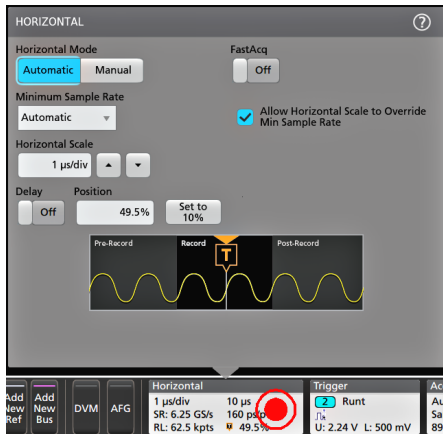 HORIZONTAL
?
Horizontal Mode
FastAcq
Automatic Manual
Off
Minimum Sample Rate
Automatic
Allow Horizontal Scale to Override
Min Sample Rate
Horizontal Scale
1 µs/div
Delay Position
Off 49.5% Set to
10%
Pre-Record Record Post-Record
T
Add
New
Ref
Add
New
Bus
DVM
AFG
Horizontal
1 µs/div 10 µs
SR: 6.25 GS/s 160
RL: 62.5 kpts 49.5%
Trigger
2 Runt
U: 2.24 V L: 500 mV